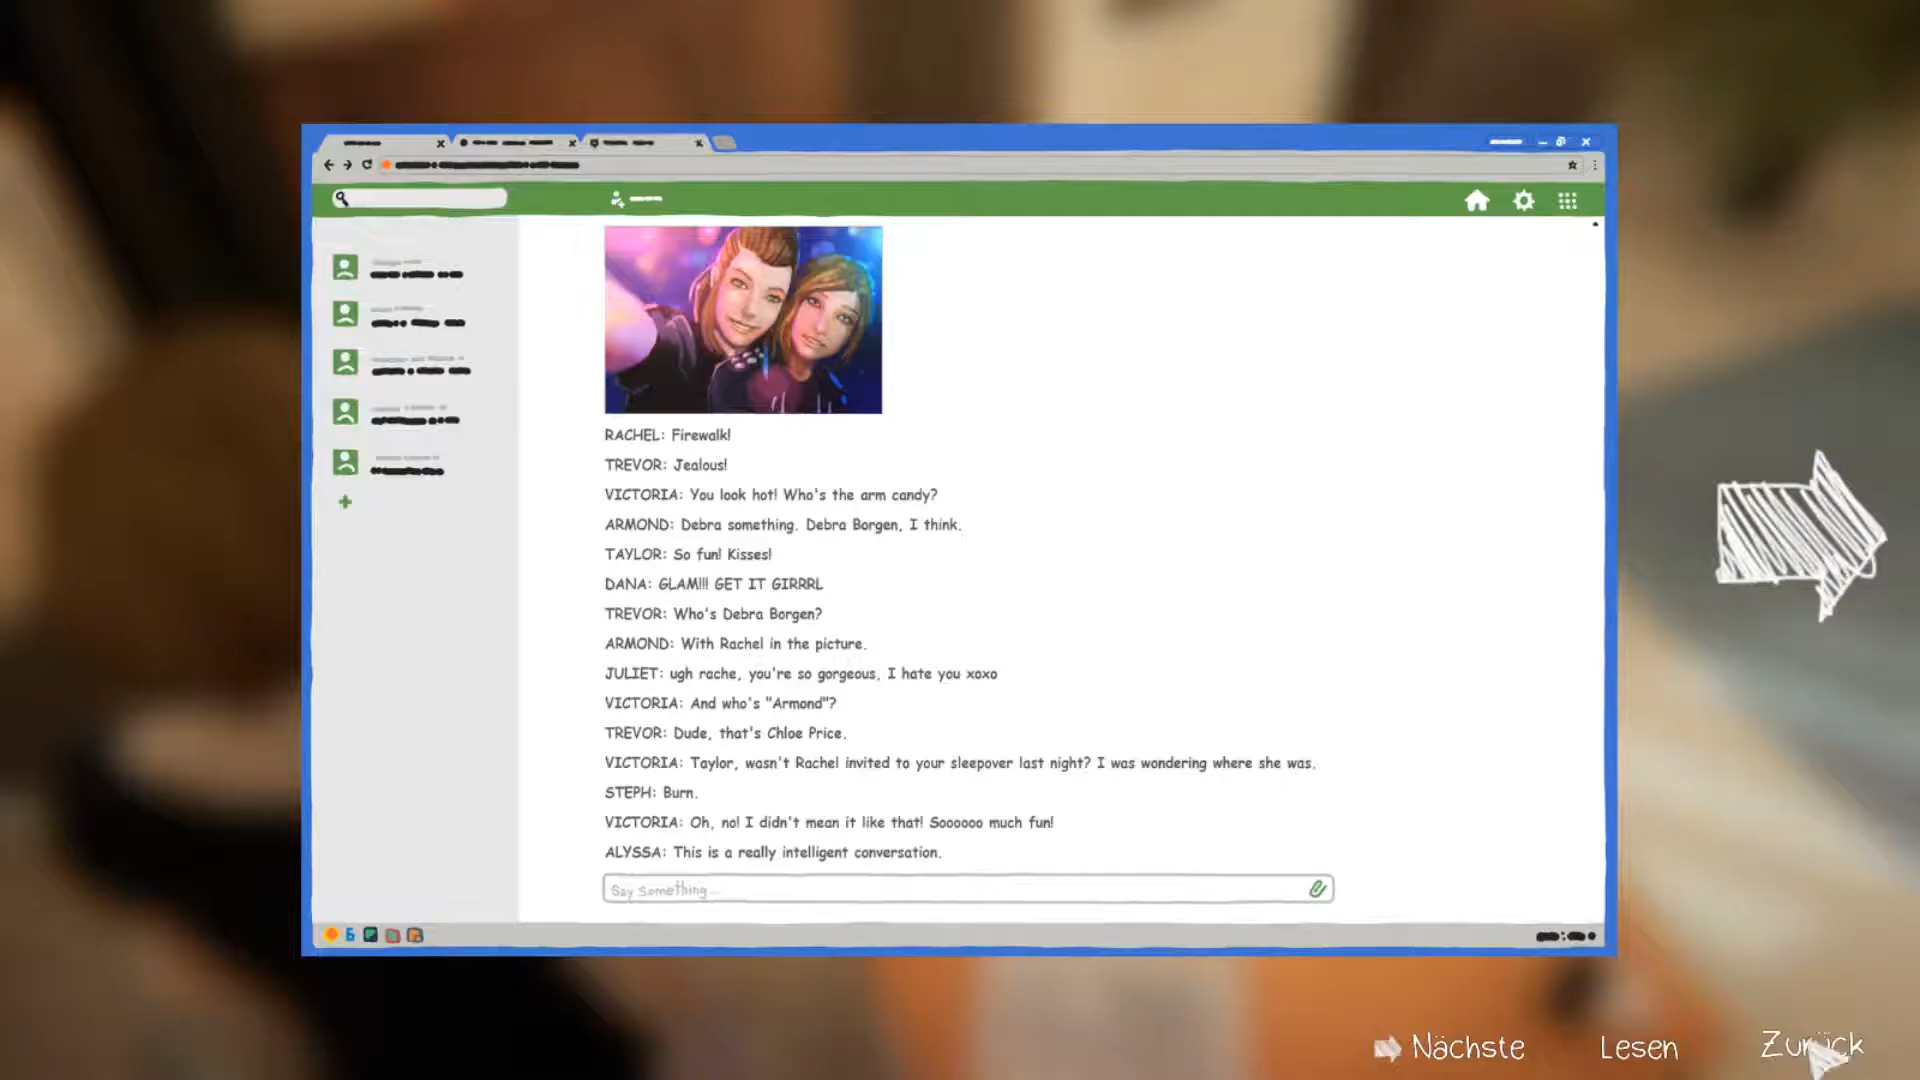 RACHEL: Firewalk!
TREVOR: Jealous!
VICTORIA: You look hot! Who's the arm candy?
ARMOND: Debra something. Debra Borgen, I think.
TAYLOR: So fun! Kisses!
DANA: GLAM!!! GET IT GIRRRL
TREVOR: Who's Debra Borgen?
ARMOND: With Rachel in the picture.
JULIET: ugh rache, you're so gorgeous, I hate you xoxo
VICTORIA: And who's "Armond"?
TREVOR: Dude, that's Chloe Price.
VICTORIA: Taylor, wasn't Rachel invited to your sleepover last night? I was wondering where she was.
STEPH: Burn.
VICTORIA: Oh, no! I didn't mean it like that! Soooooo much fun!
ALYSSA: This is a really intelligent conversation.
Say Something...
Nächste Lesen Zurück